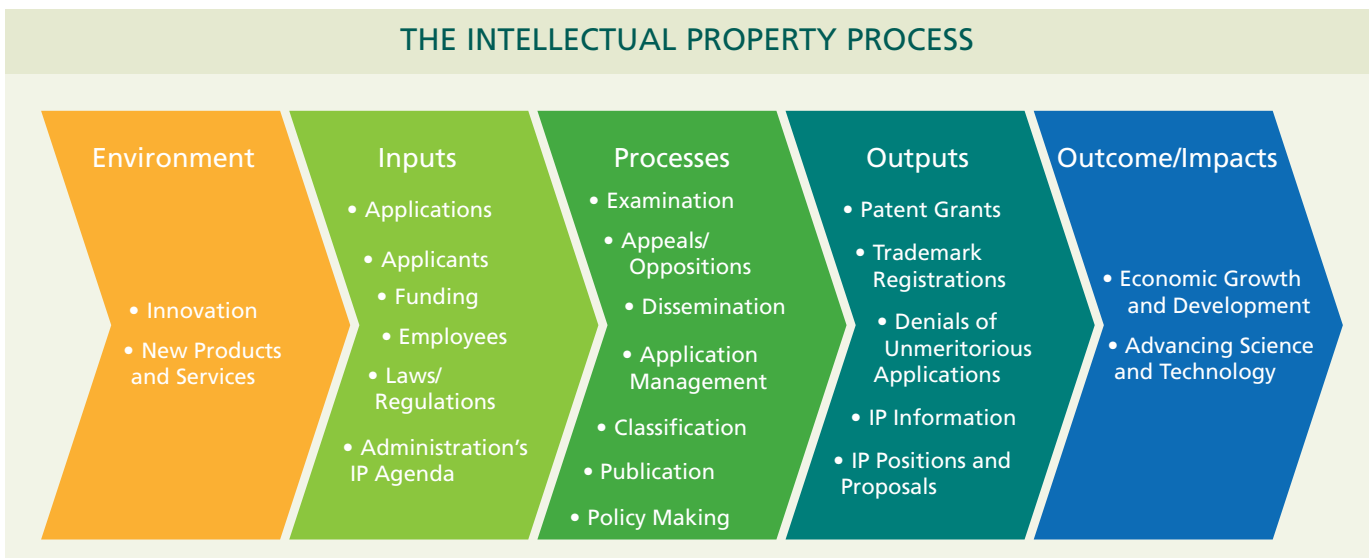 THE INTELLECTUAL PROPERTY PROCESS
Environment
• Innovation
• New Products
and Services
Inputs
• Applications
• Applicants
• Funding
• Employees
• Laws/
Regulations
• Administration’s
IP Agenda
Processes
• Examination
• Appeals/
Oppositions
• Dissemination
• Application
Management
• Classification
• Publication
• Policy Making
Outputs
• Patent Grants
• Trademark
Registrations
• Denials of
Unmeritorious
Applications
• IP Information
• IP Positions and
Proposals
Outcome/Impacts
• Economic Growth
and Development
• Advancing Science
and Technology